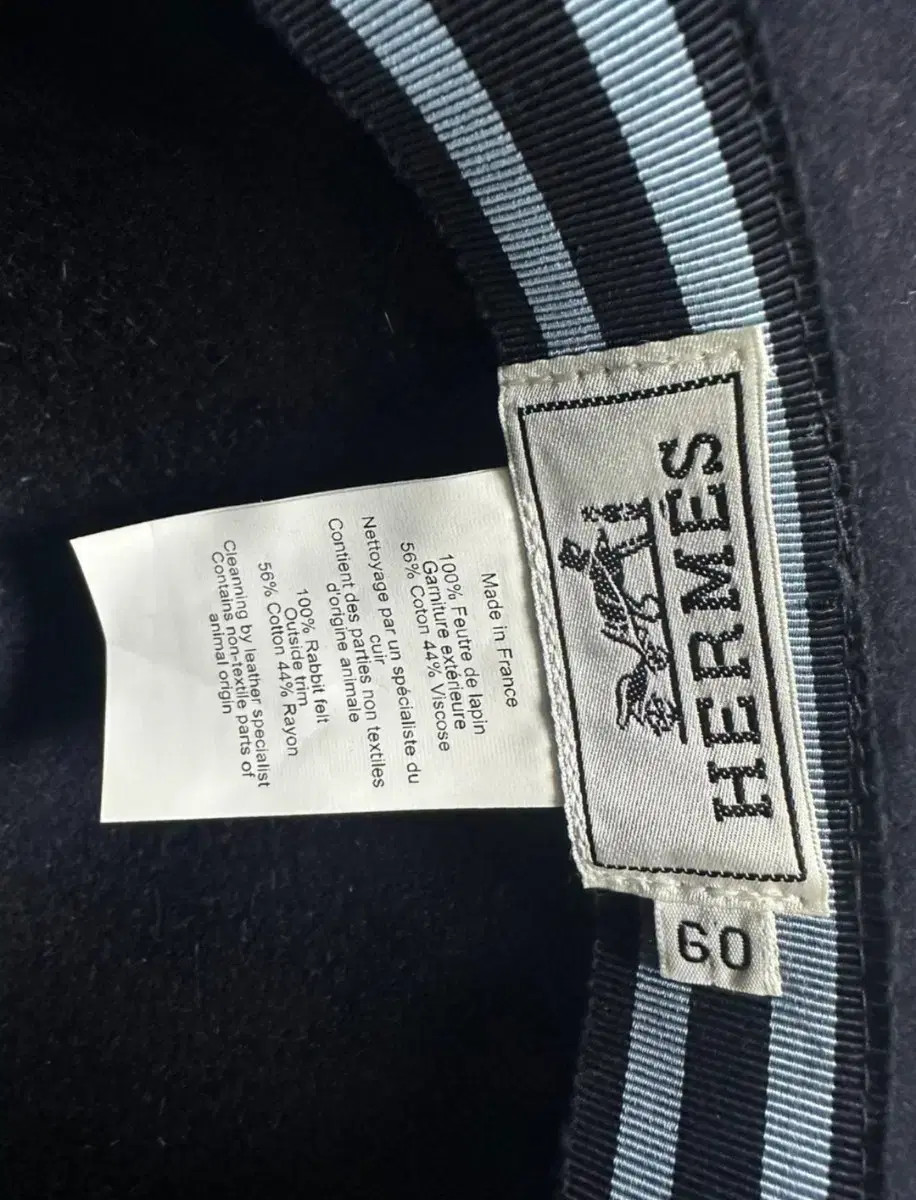 HERMÈS
60
Made in France
100% Feutre de lapin
Garniture extérieure
56% Coton 44% Viscose
Nettoyage par un spécialiste du
cuir
Contient des parties non textiles
d'origine animale
100% Rabbit felt
Outside trim
56% Cotton 44% Rayon
Cleanning by leather specialist
Contains non-textile parts of
animal origin